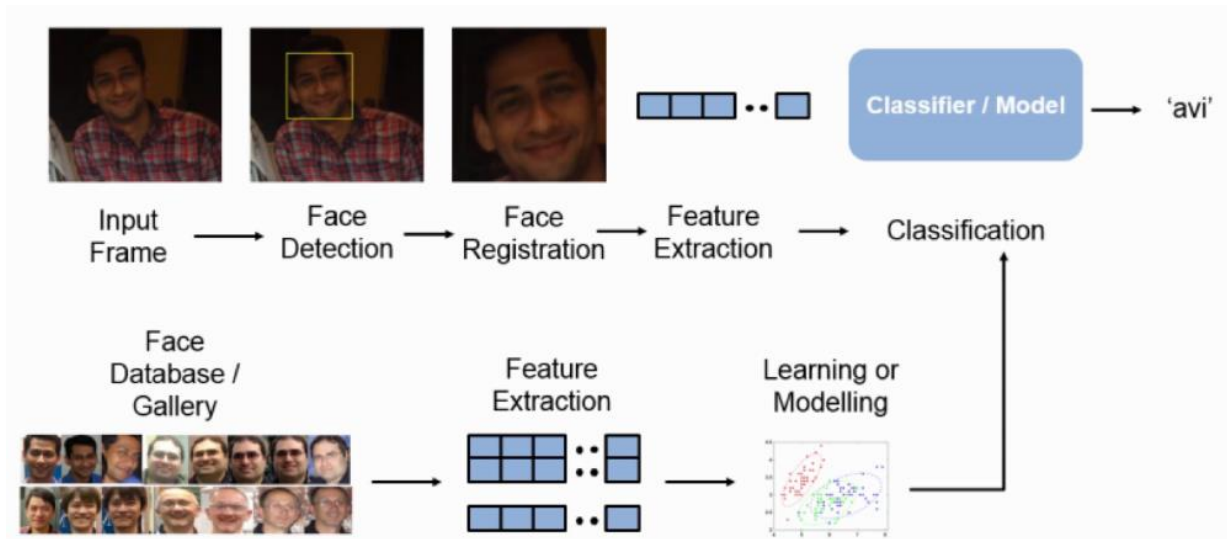 Classifier / Model
'avi'
Input
Frame
Face
Detection
Face
Registration
Feature
Extraction
Classification
Face
Database /
Gallery
Feature
Extraction
Learning or
Modelling